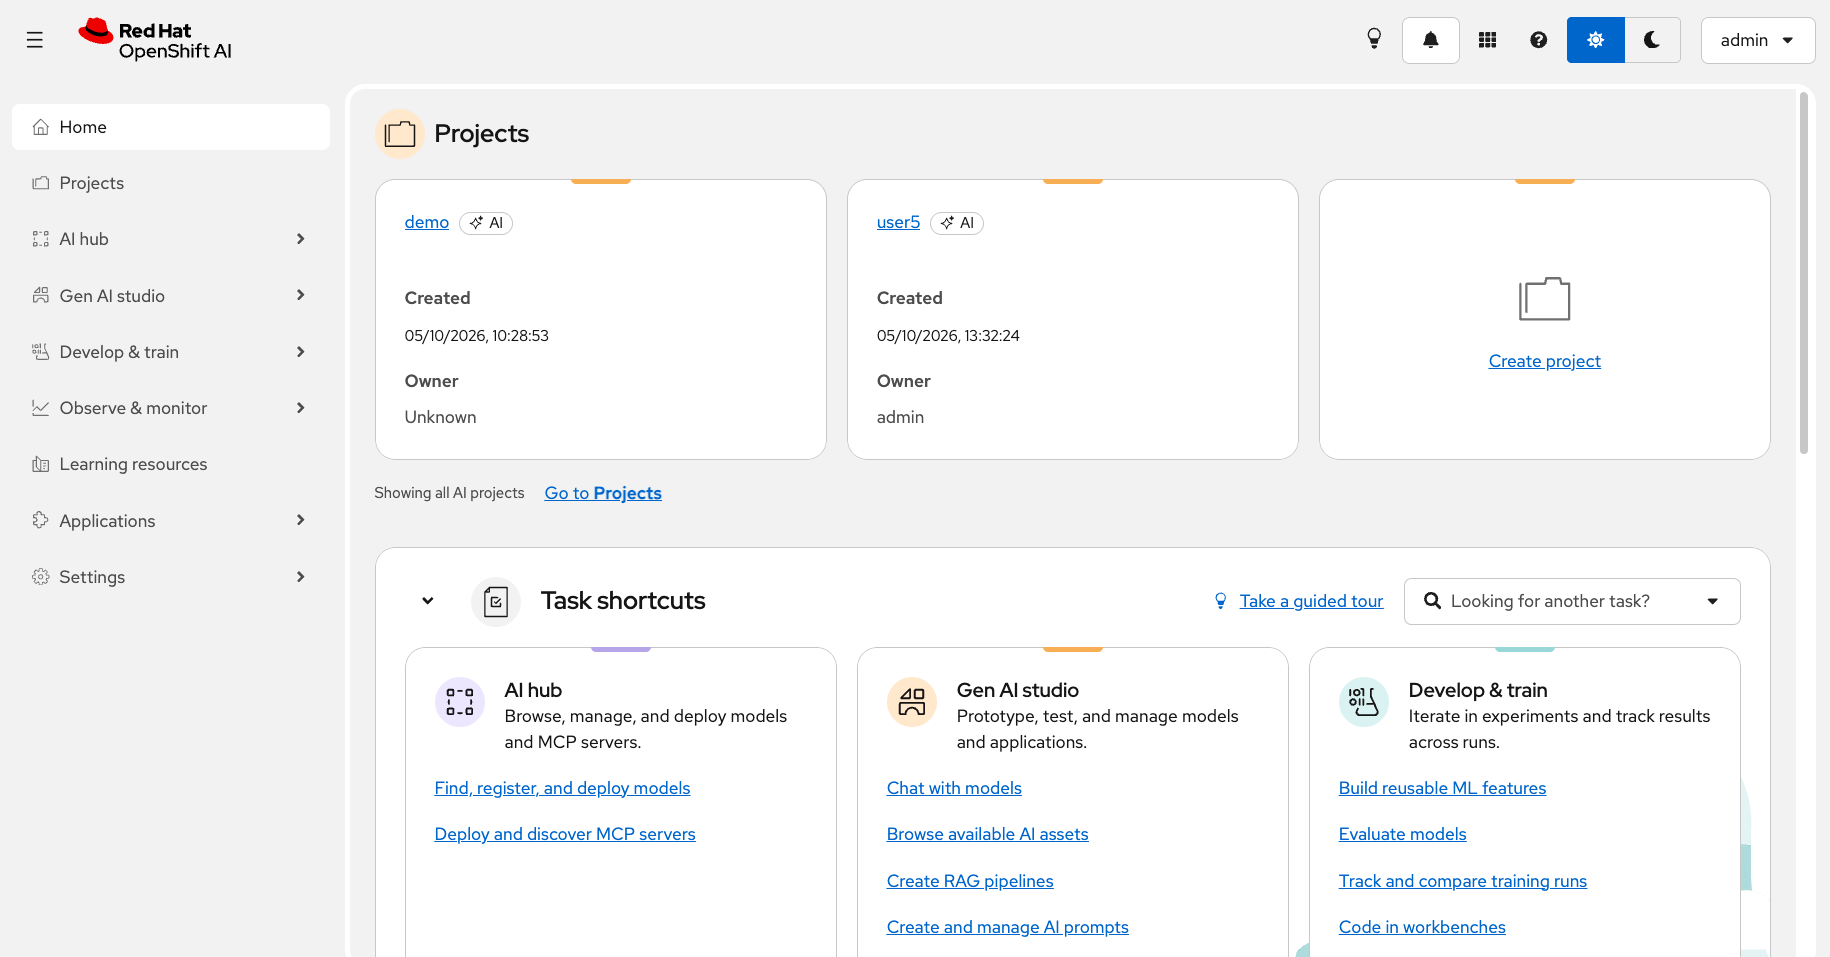 Red Hat
OpenShift AI
admin
Home
Projects
AI hub
Gen AI studio
Develop & train
Observe & monitor
Learning resources
Applications
Settings
Projects
demo AI
Created
05/10/2026, 10:28:53
Owner
Unknown
user5 AI
Created
05/10/2026, 13:32:24
Owner
admin
Create project
Showing all AI projects Go to Projects
Task shortcuts
Take a guided tour
Looking for another task?
AI hub
Browse, manage, and deploy models
and MCP servers.
Find, register, and deploy models
Deploy and discover MCP servers
Gen AI studio
Prototype, test, and manage models
and applications.
Chat with models
Browse available AI assets
Create RAG pipelines
Create and manage AI prompts
Develop & train
Iterate in experiments and track results
across runs.
Build reusable ML features
Evaluate models
Track and compare training runs
Code in workbenches